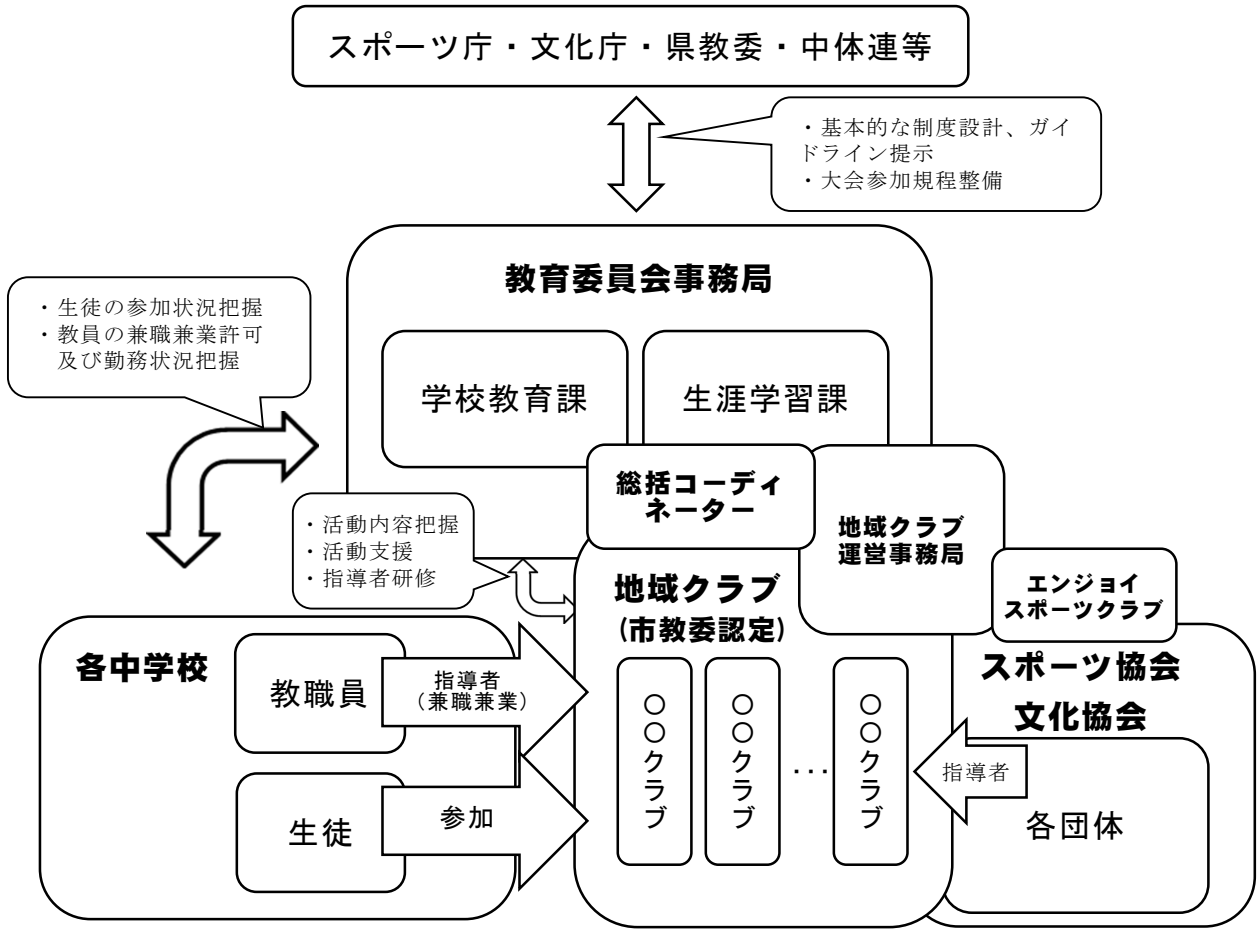 スポーツ庁・文化庁・県教委・中体連等
・基本的な制度設計、ガイ
ドライン提示
・大会参加規程整備
教育委員会事務局
・生徒の参加状況把握
・教員の兼職兼業許可
及び勤務状況把握
学校教育課
生涯学習課
総括コーディ
ネーター
地域クラブ
運営事務局
・活動内容把握
・活動支援
・指導者研修
エンジョイ
スポーツクラブ
地域クラブ
(市教委認定)
各中学校
教職員
指導者
(兼職兼業)
生徒
参加
○○クラブ
○○クラブ
…
○○クラブ
スポーツ協会
文化協会
指導者
各団体